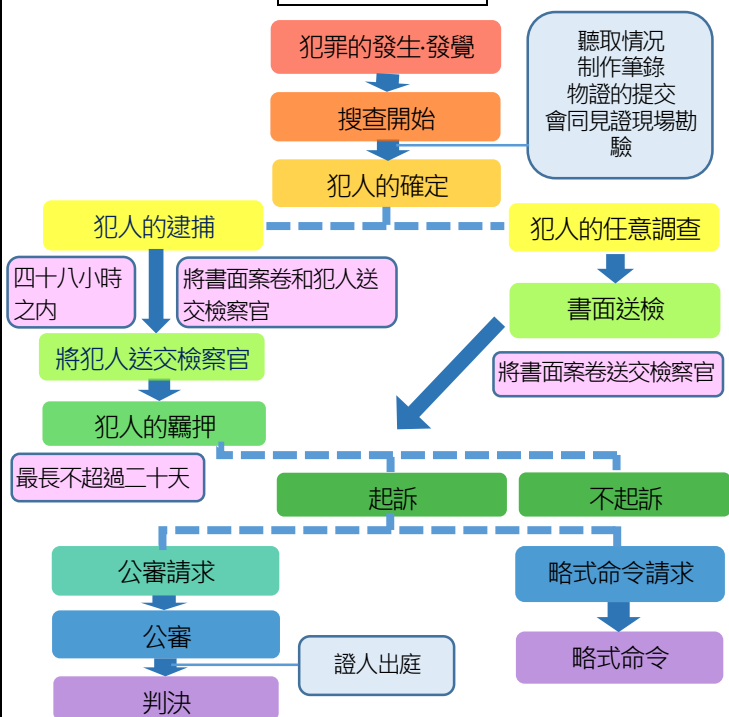 犯罪的發生·發覺
聽取情況
制作筆錄
物證的提交
會同見證現場勘
驗
搜查開始
犯人的確定
犯人的逮捕
犯人的任意調查
四十八小時
之内
將書面案卷和犯人送
交檢察官
書面送檢
將犯人送交檢察官
將書面案卷送交檢察官
犯人的羈押
最長不超過二十天
起訴
不起訴
公審請求
略式命令請求
公審
證人出庭
略式命令
判決